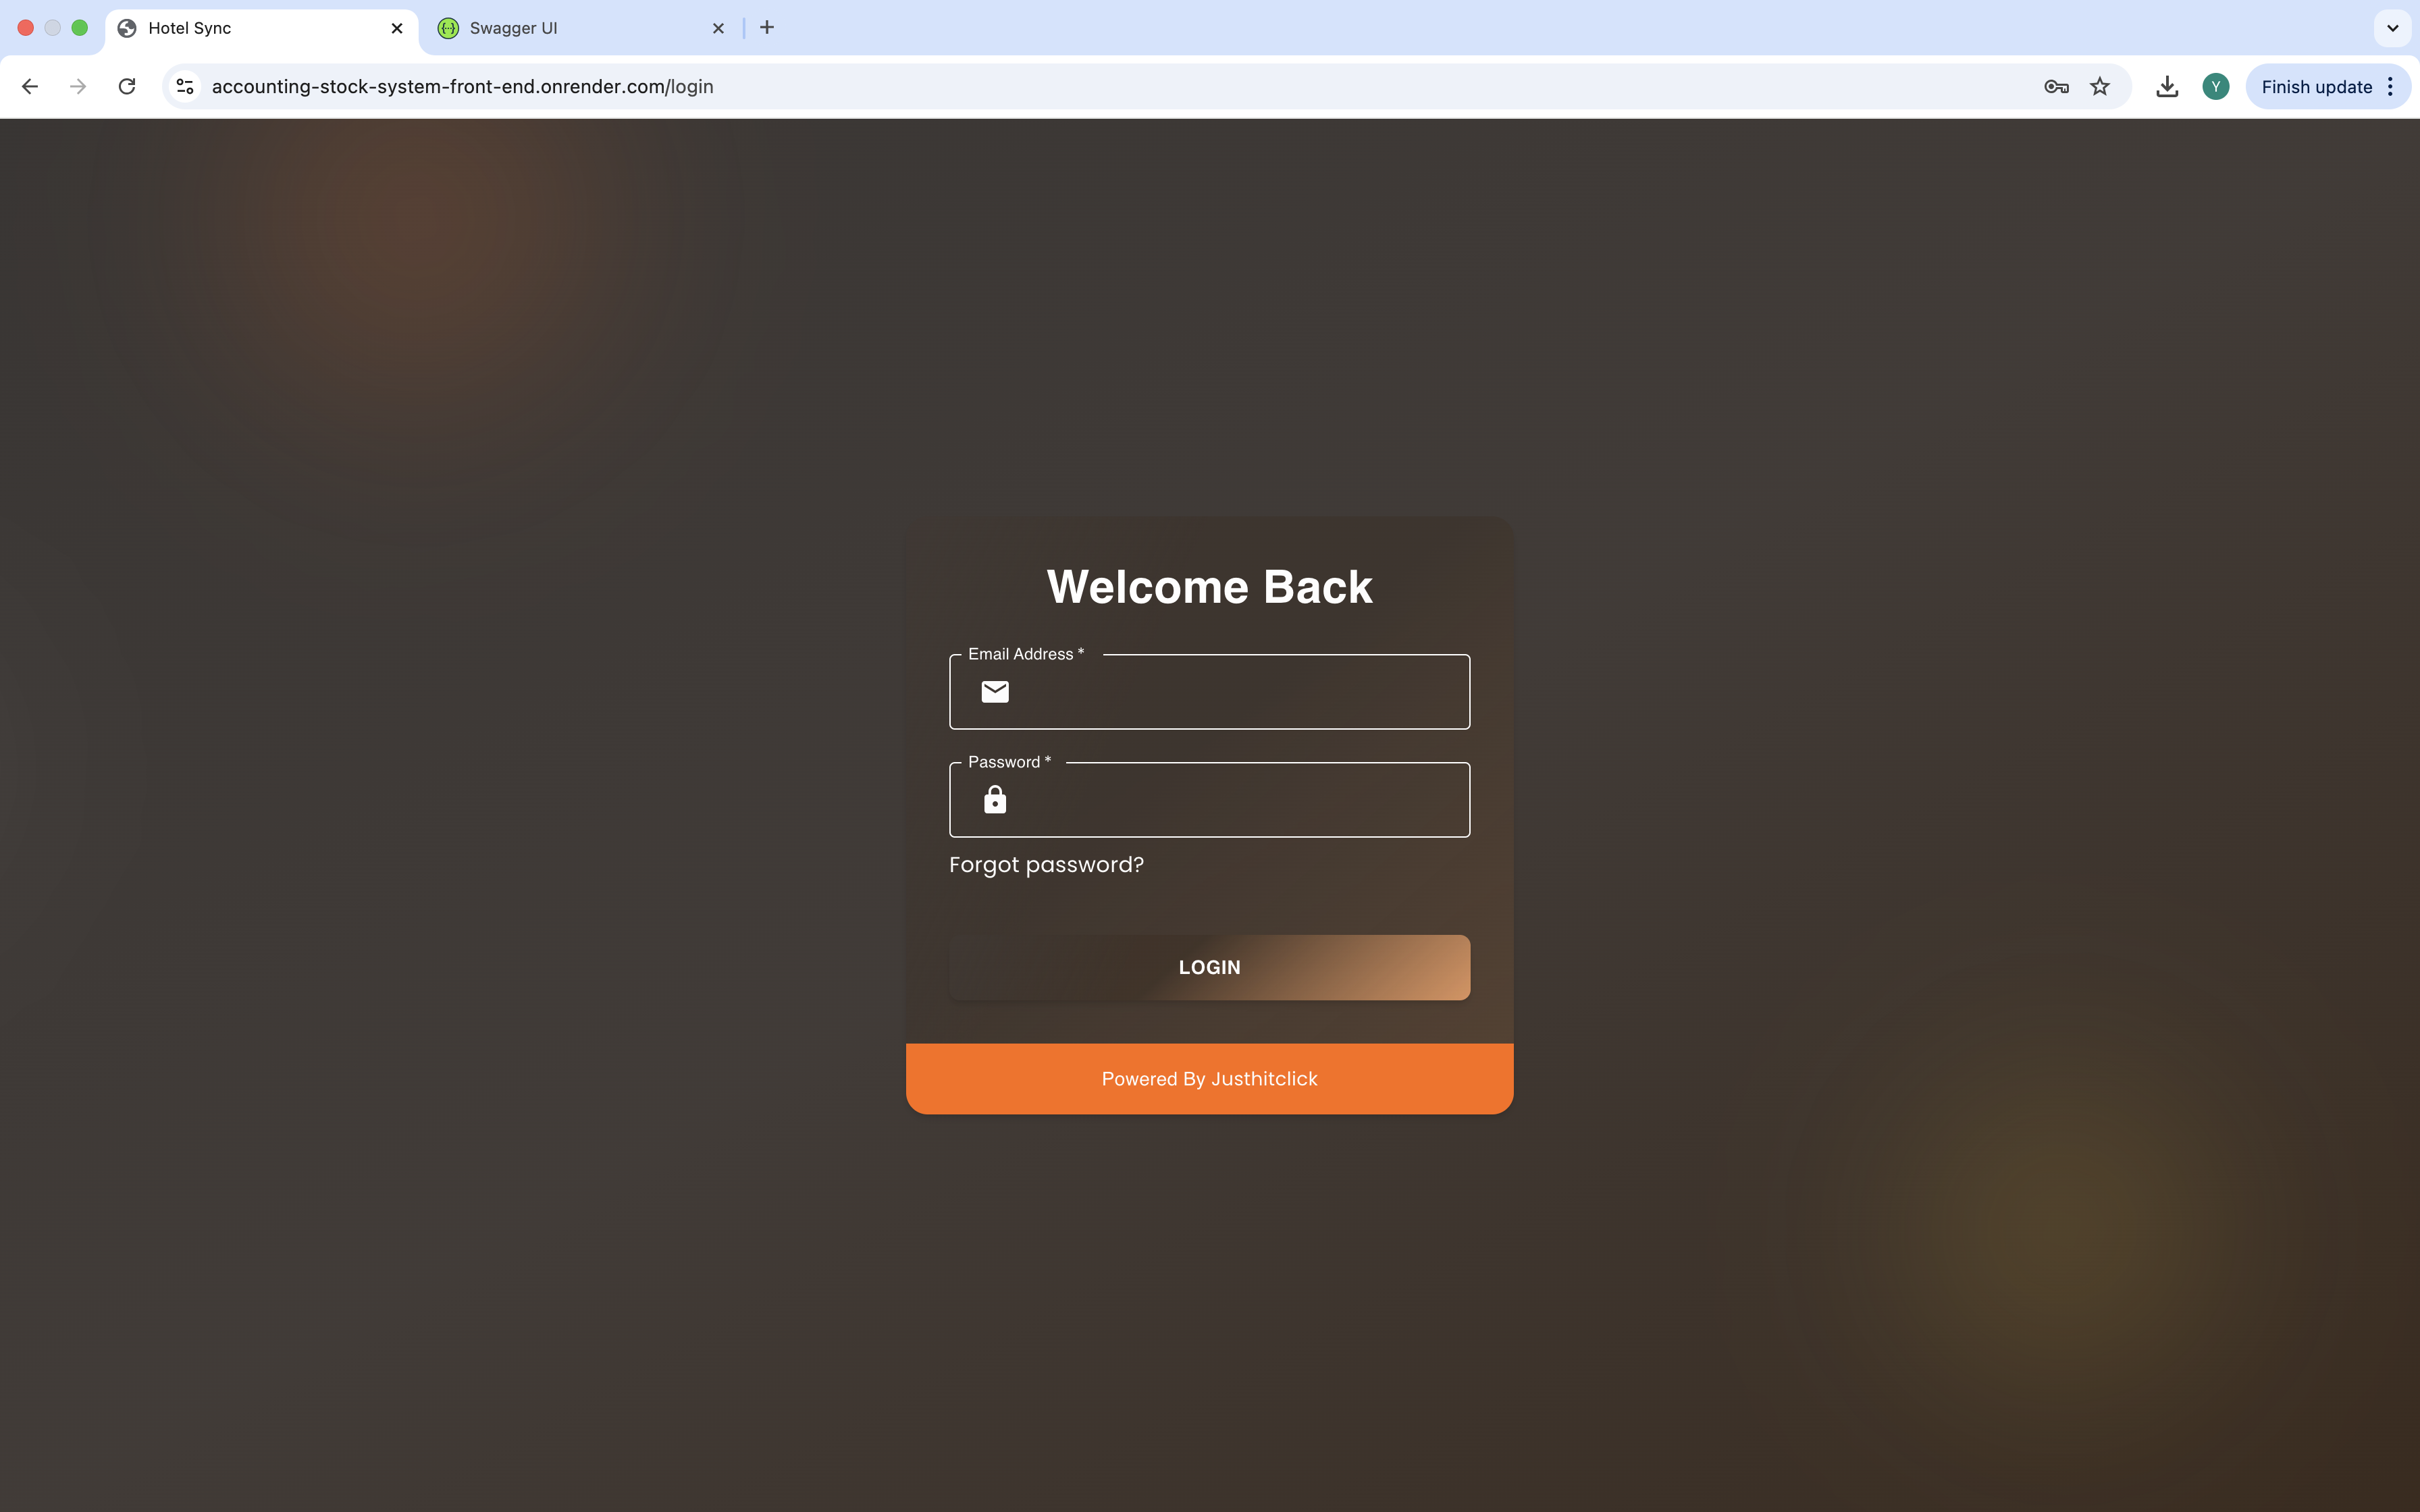 Hotel Sync
Swagger UI
accounting-stock-system-front-end.onrender.com/login
Y
Finish update
Welcome Back
Email Address *
Password *
Forgot password?
LOGIN
Powered By Justhitclick